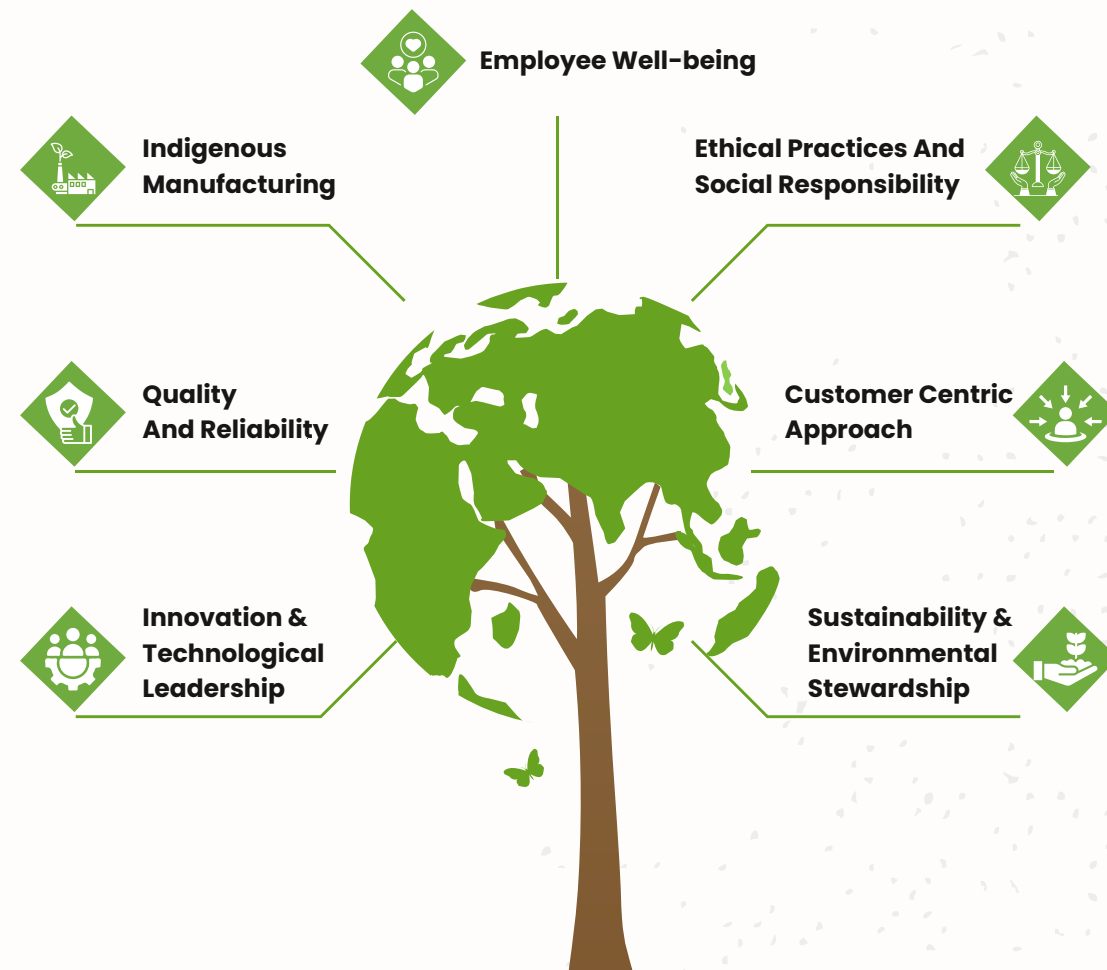 Employee Well-being
Indigenous
Manufacturing
Ethical Practices And
Social Responsibility
Quality
And Reliability
Customer Centric
Approach
Innovation &
Technological
Leadership
Sustainability &
Environmental
Stewardship